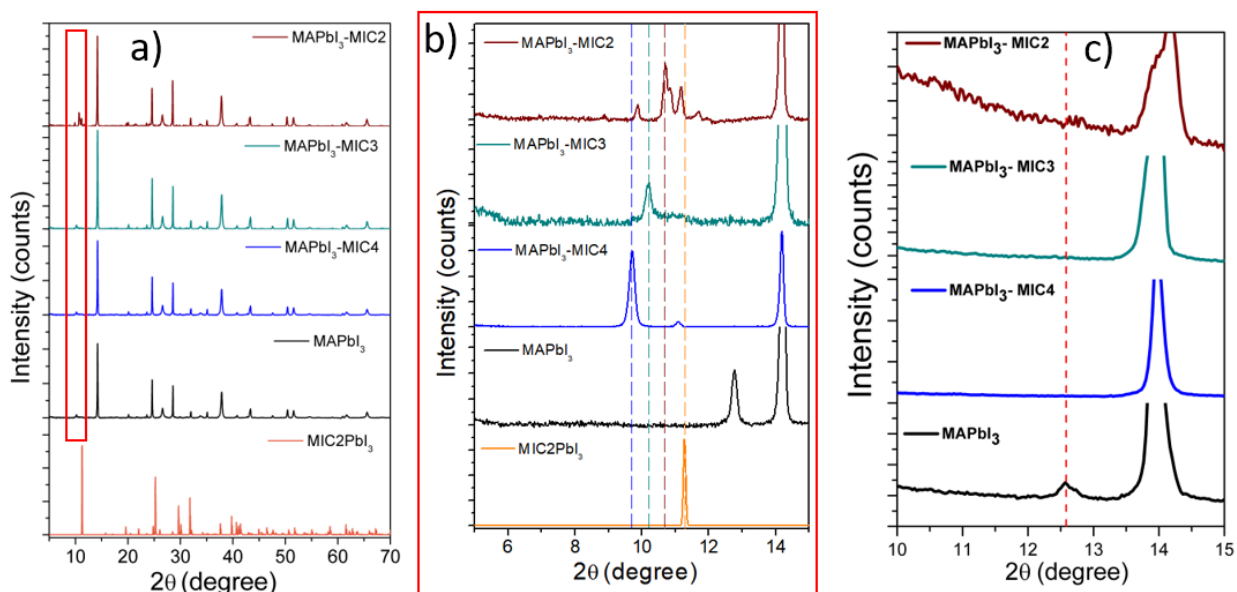 a)
MAPbI₃-MIC2
MAPbI₃-MIC3
MAPbI₃-MIC4
MAPbI₃
MIC2PbI₃
Intensity (counts)
10 20 30 40 50 60 70
2θ (degree)
b)
MAPbI₃-MIC2
MAPbI₃-MIC3
MAPbI₃-MIC4
MAPbI₃
MIC2PbI₃
Intensity (counts)
6 8 10 12 14
2θ (degree)
c)
MAPbI₃- MIC2
MAPbI₃- MIC3
MAPbI₃- MIC4
MAPbI₃
Intensity (counts)
10 11 12 13 14 15
2θ (degree)